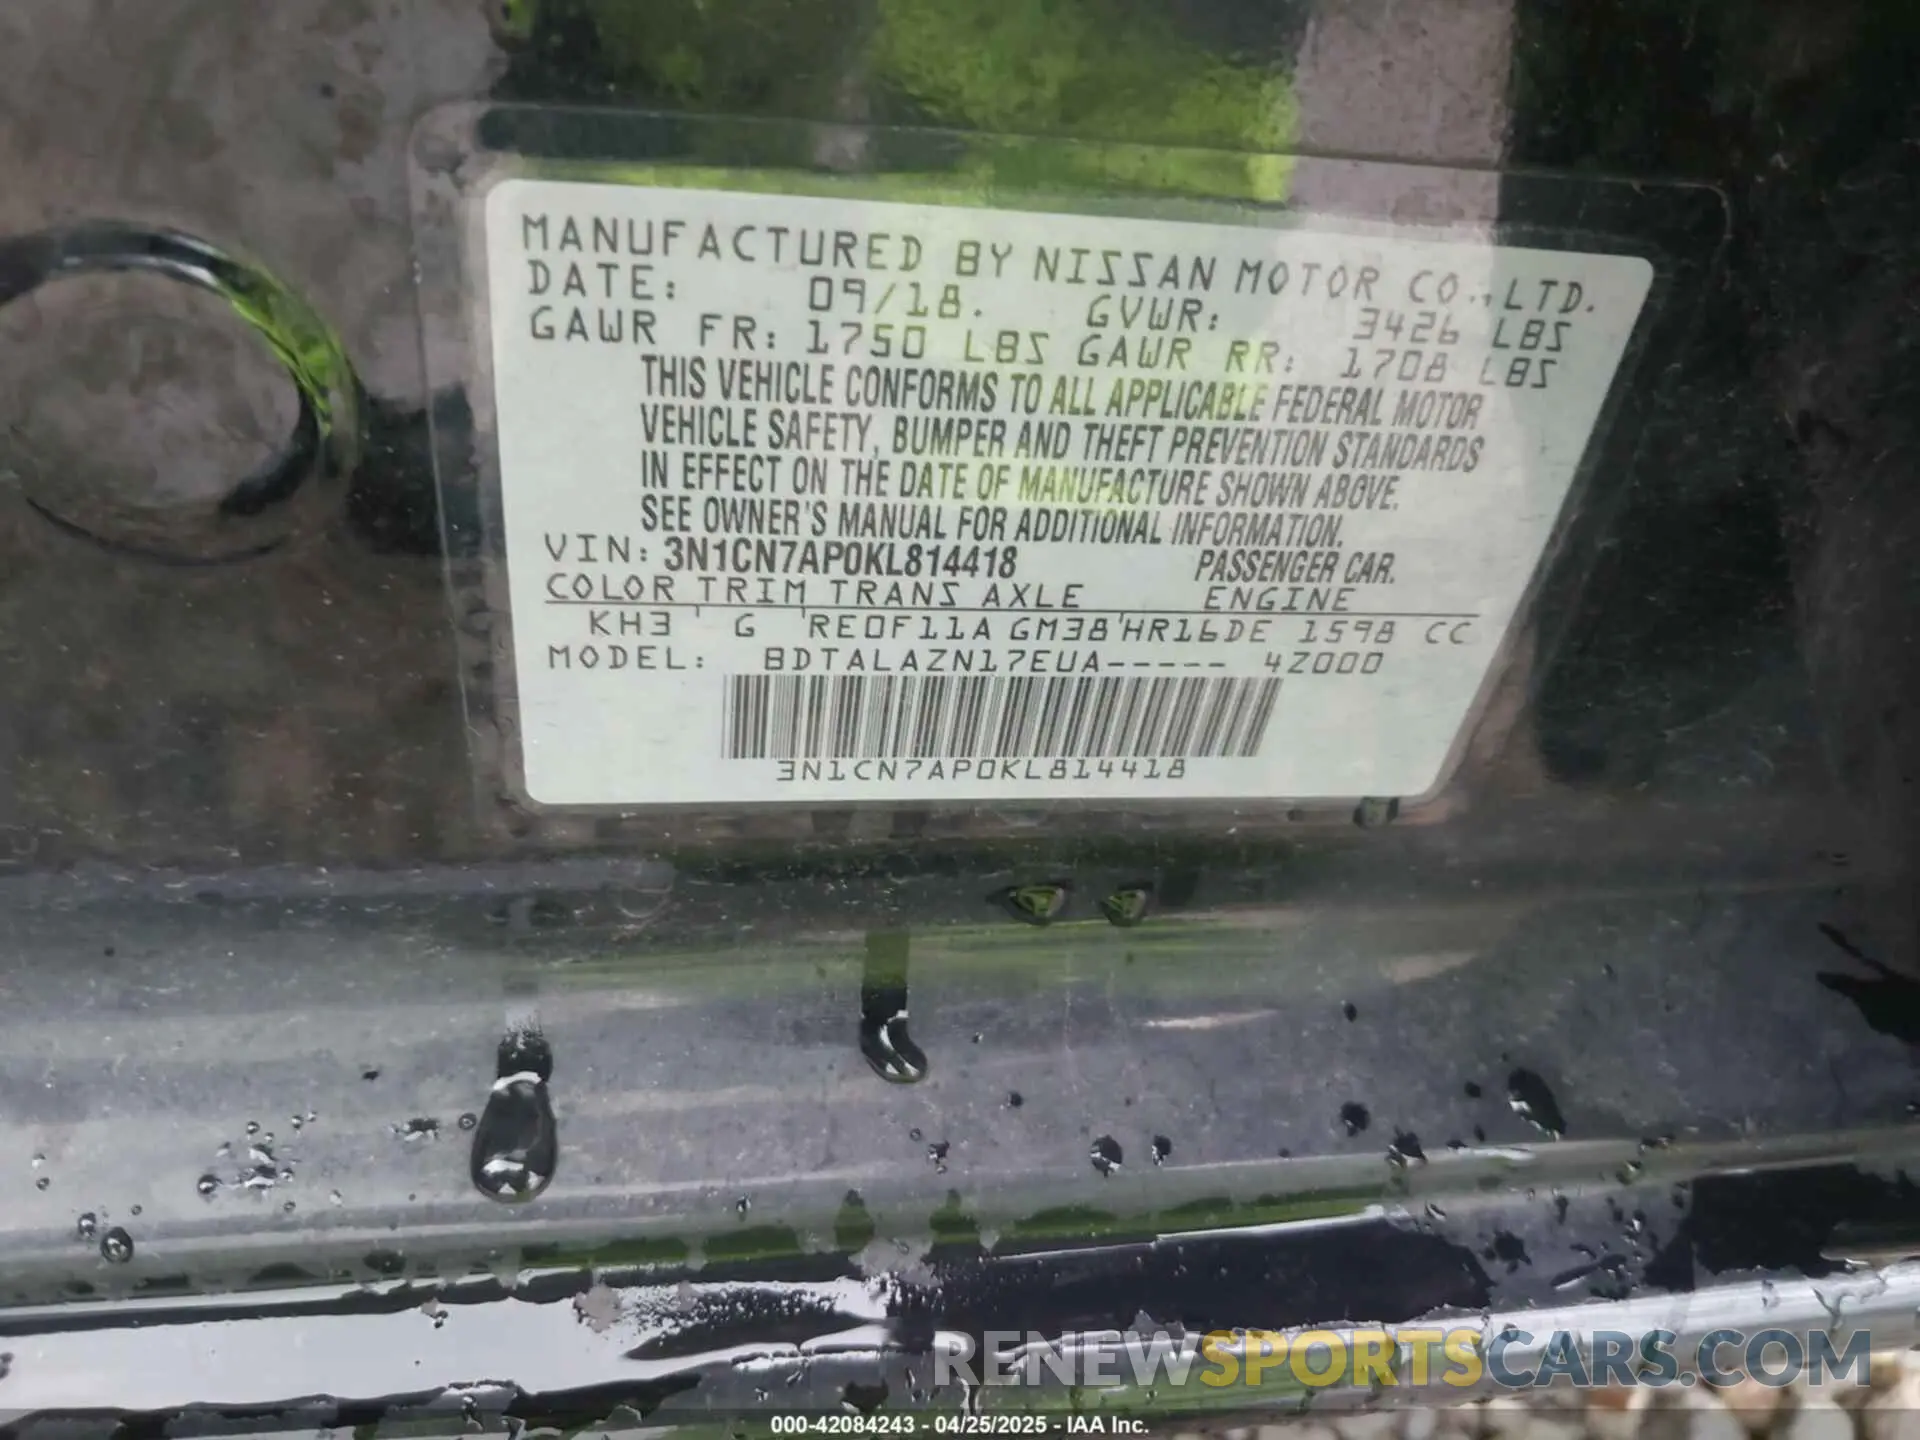 MANUFACTURED BY NISSAN MOTOR CO.,LTD.
DATE: 09/18. GVWR: 3426 LBS
GAWR FR: 1750 LBS GAWR RR: 1708 LBS
THIS VEHICLE CONFORMS TO ALL APPLICABLE FEDERAL MOTOR
VEHICLE SAFETY, BUMPER AND THEFT PREVENTION STANDARDS
IN EFFECT ON THE DATE OF MANUFACTURE SHOWN ABOVE.
SEE OWNER'S MANUAL FOR ADDITIONAL INFORMATION.
VIN: 3N1CN7AP0KL814418 PASSENGER CAR.
COLOR TRIM TRANS AXLE ENGINE
KH3 ' G 'RE0F11A GM38'HR16DE 1598 CC
MODEL: BDTALAZN17EUA----- 4Z000
3N1CN7AP0KL814418
RENEWSPORTSCARS.COM
000-42084243 - 04/25/2025 - IAA Inc.